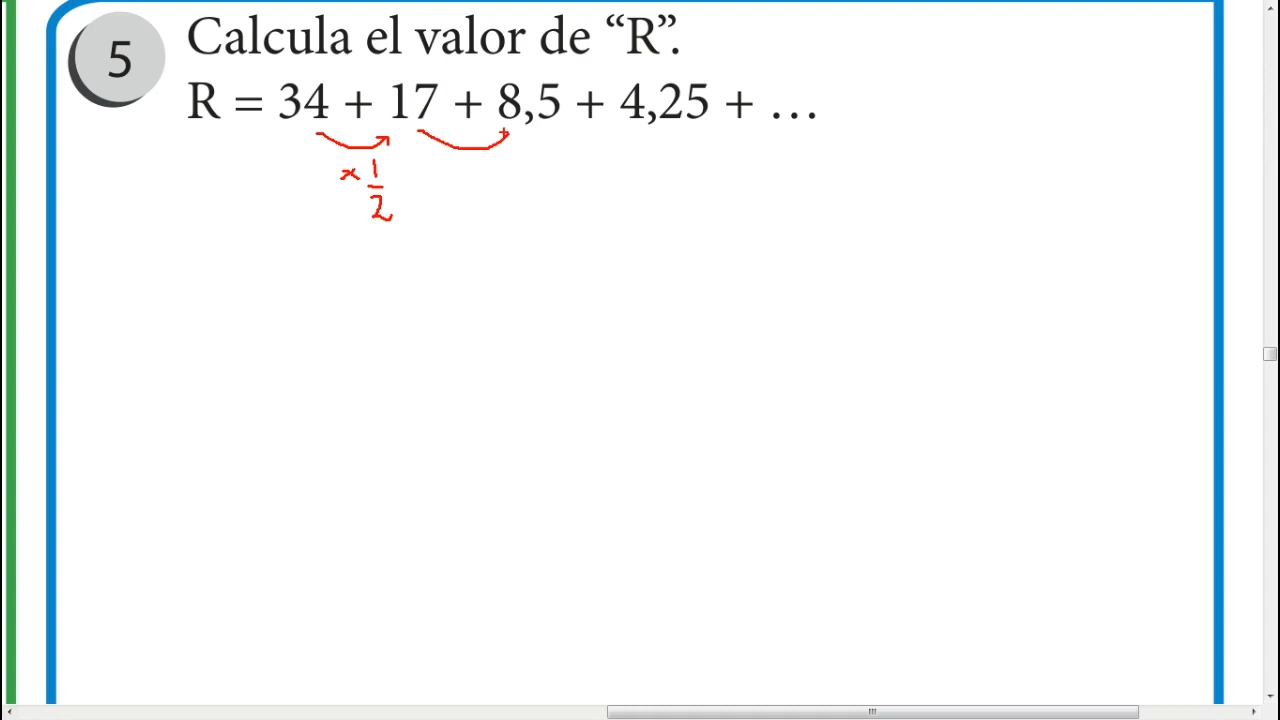 5
Calcula el valor de “R”.
R = 34 + 17 + 8,5 + 4,25 + …
× 1/2